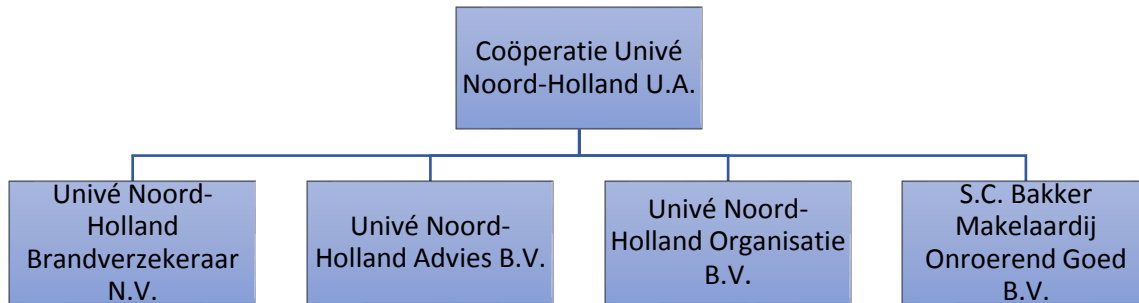 Coöperatie Univé
Noord-Holland U.A.
Univé Noord-
Holland
Brandverzekeraar
N.V.
Univé Noord-
Holland Advies B.V.
Univé Noord-
Holland Organisatie
B.V.
S.C. Bakker
Makelaardij
Onroerend Goed
B.V.